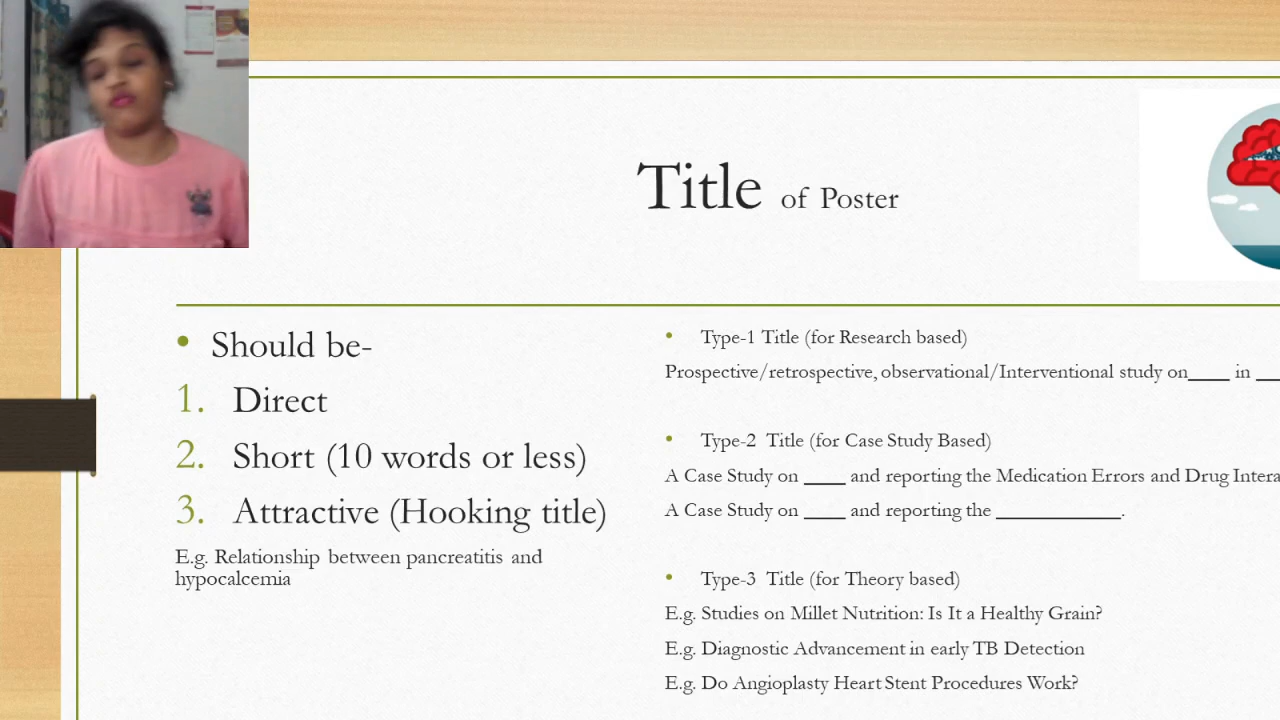 Title of Poster
• Should be-
1. Direct
2. Short (10 words or less)
3. Attractive (Hooking title)
E.g. Relationship between pancreatitis and
hypocalcemia
• Type-1 Title (for Research based)
Prospective/retrospective, observational/Interventional study on____ in __
• Type-2 Title (for Case Study Based)
A Case Study on ____ and reporting the Medication Errors and Drug
A Case Study on ____ and reporting the ____________.
• Type-3 Title (for Theory based)
E.g. Studies on Millet Nutrition: Is It a Healthy Grain?
E.g. Diagnostic Advancement in early TB Detection
E.g. Do Angioplasty Heart Stent Procedures Work?